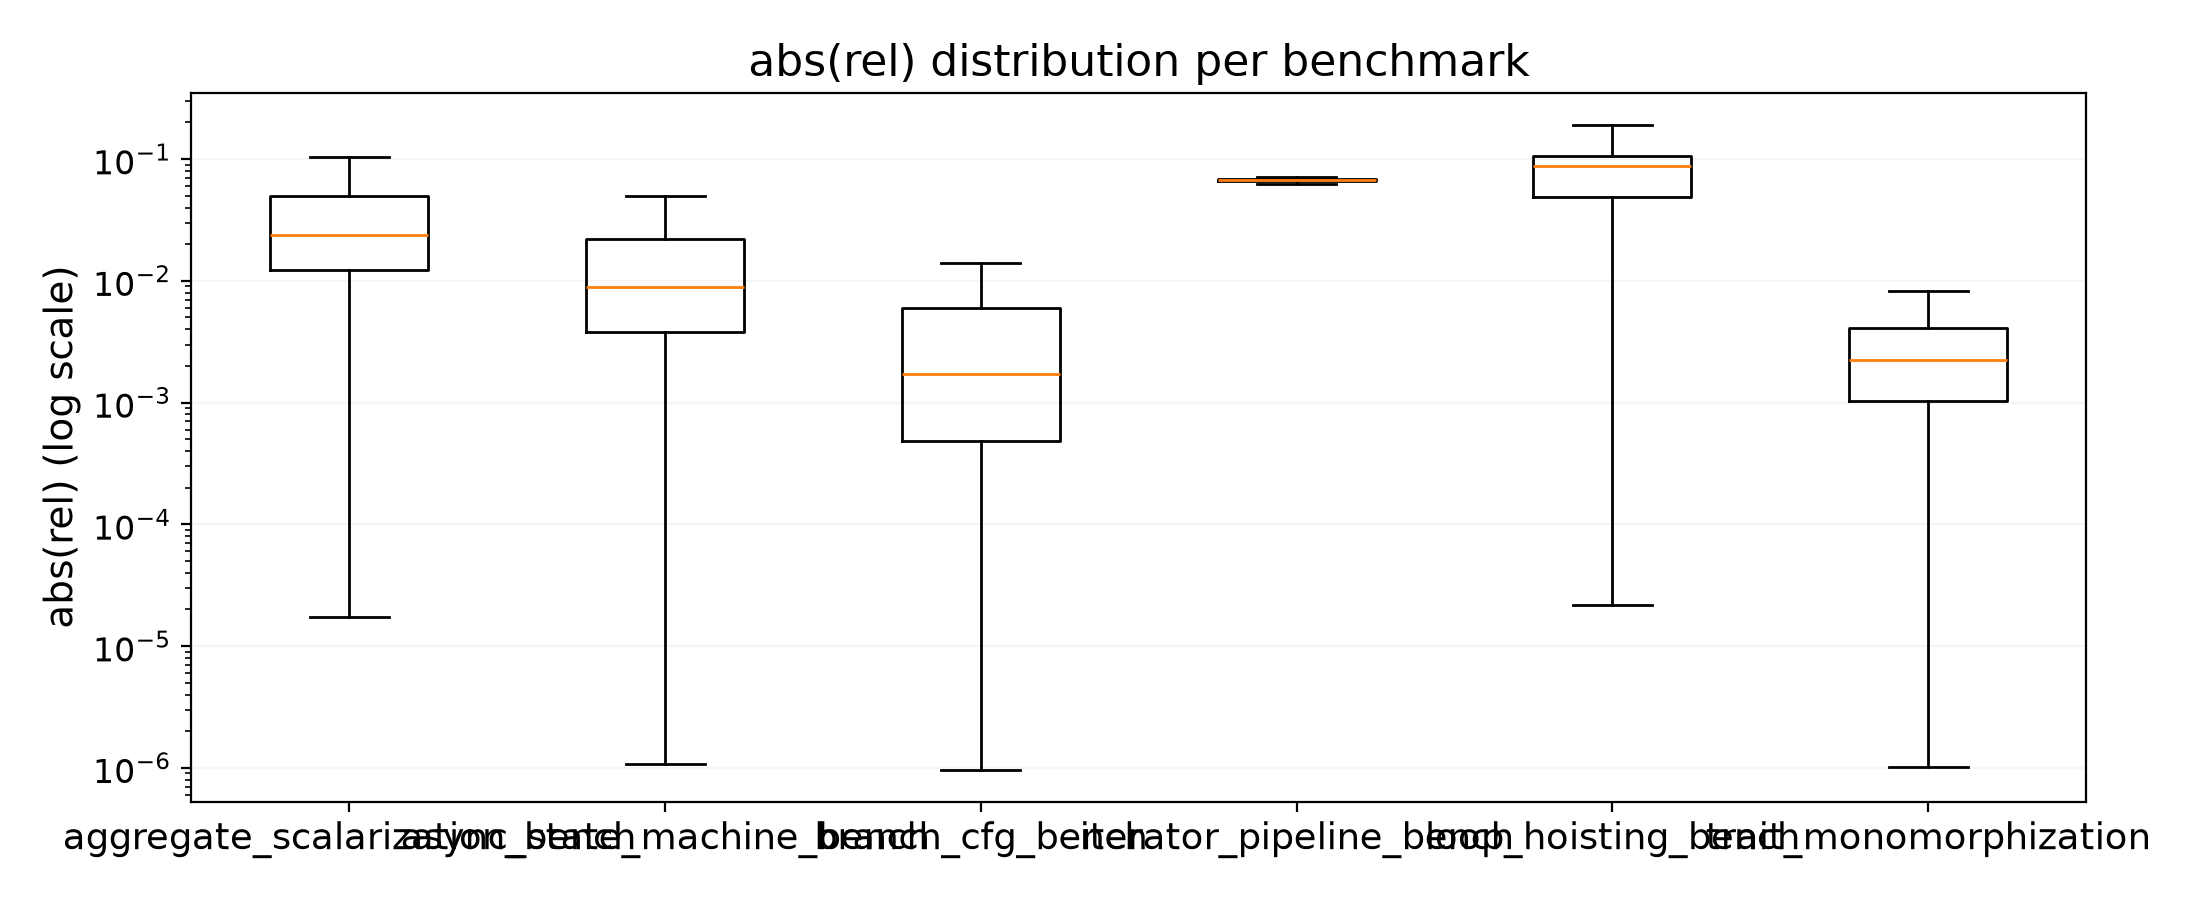 abs(rel) distribution per benchmark
abs(rel) (log scale)
10⁻¹
10⁻²
10⁻³
10⁻⁴
10⁻⁵
10⁻⁶
aggregate_scalarization_bench
async_state_machine_bench
branch_cfg_bench
iterator_pipeline_bench
loop_hoisting_bench
trait_monomorphization